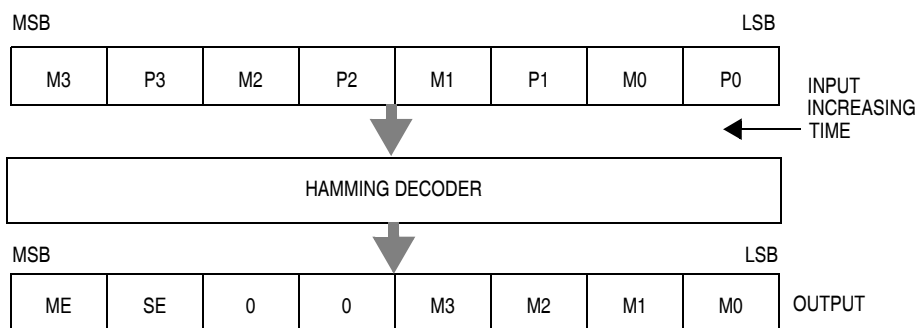 MSB LSB
M3 P3 M2 P2 M1 P1 M0 P0
INPUT
INCREASING
TIME
HAMMING DECODER
MSB LSB
ME SE 0 0 M3 M2 M1 M0 OUTPUT